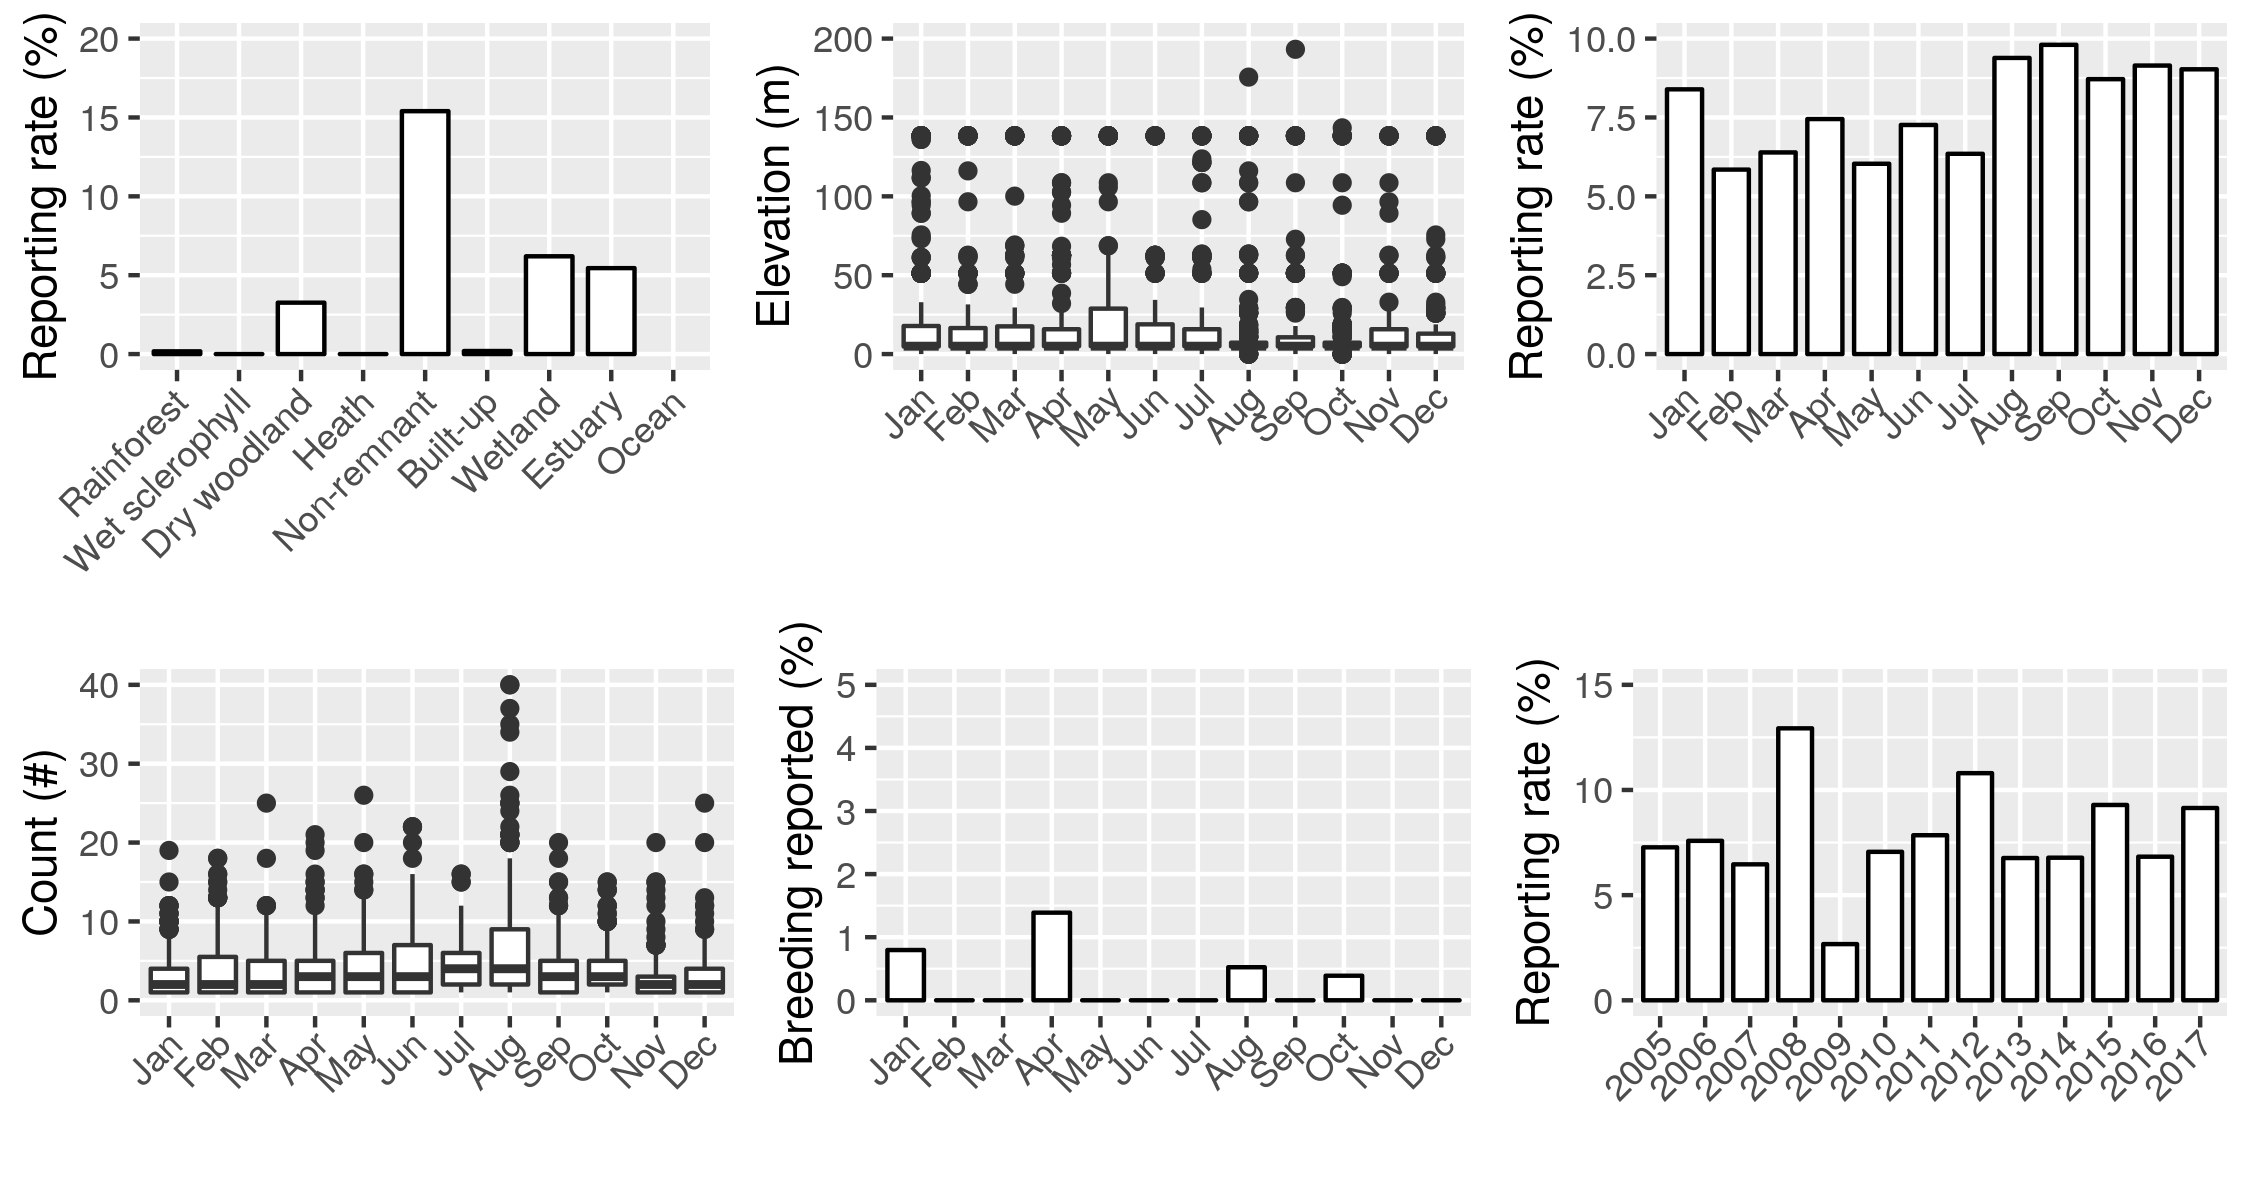 Reporting rate (%)
20
15
10
5
0
Rainforest
Wet sclerophyll
Dry woodland
Heath
Non-remnant
Built-up
Wetland
Estuary
Ocean
Elevation (m)
200
150
100
50
0
Jan
Feb
Mar
Apr
May
Jun
Jul
Aug
Sep
Oct
Nov
Dec
Reporting rate (%)
10.0
7.5
5.0
2.5
0.0
Jan
Feb
Mar
Apr
May
Jun
Jul
Aug
Sep
Oct
Nov
Dec
Count (#)
40
30
20
10
0
Jan
Feb
Mar
Apr
May
Jun
Jul
Aug
Sep
Oct
Nov
Dec
Breeding reported (%)
5
4
3
2
1
0
Jan
Feb
Mar
Apr
May
Jun
Jul
Aug
Sep
Oct
Nov
Dec
Reporting rate (%)
15
10
5
0
2005
2006
2007
2008
2009
2010
2011
2012
2013
2014
2015
2016
2017